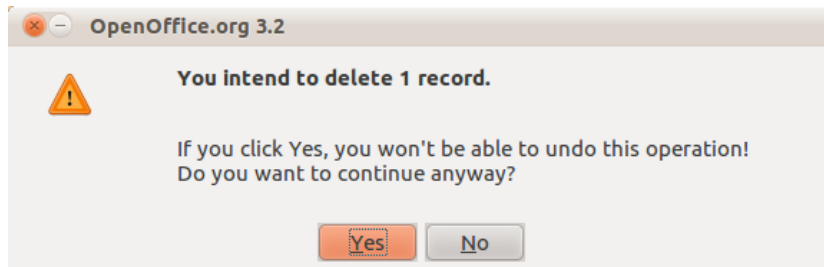 OpenOffice.org 3.2
You intend to delete 1 record.
If you click Yes, you won't be able to undo this operation!
Do you want to continue anyway?
Yes No